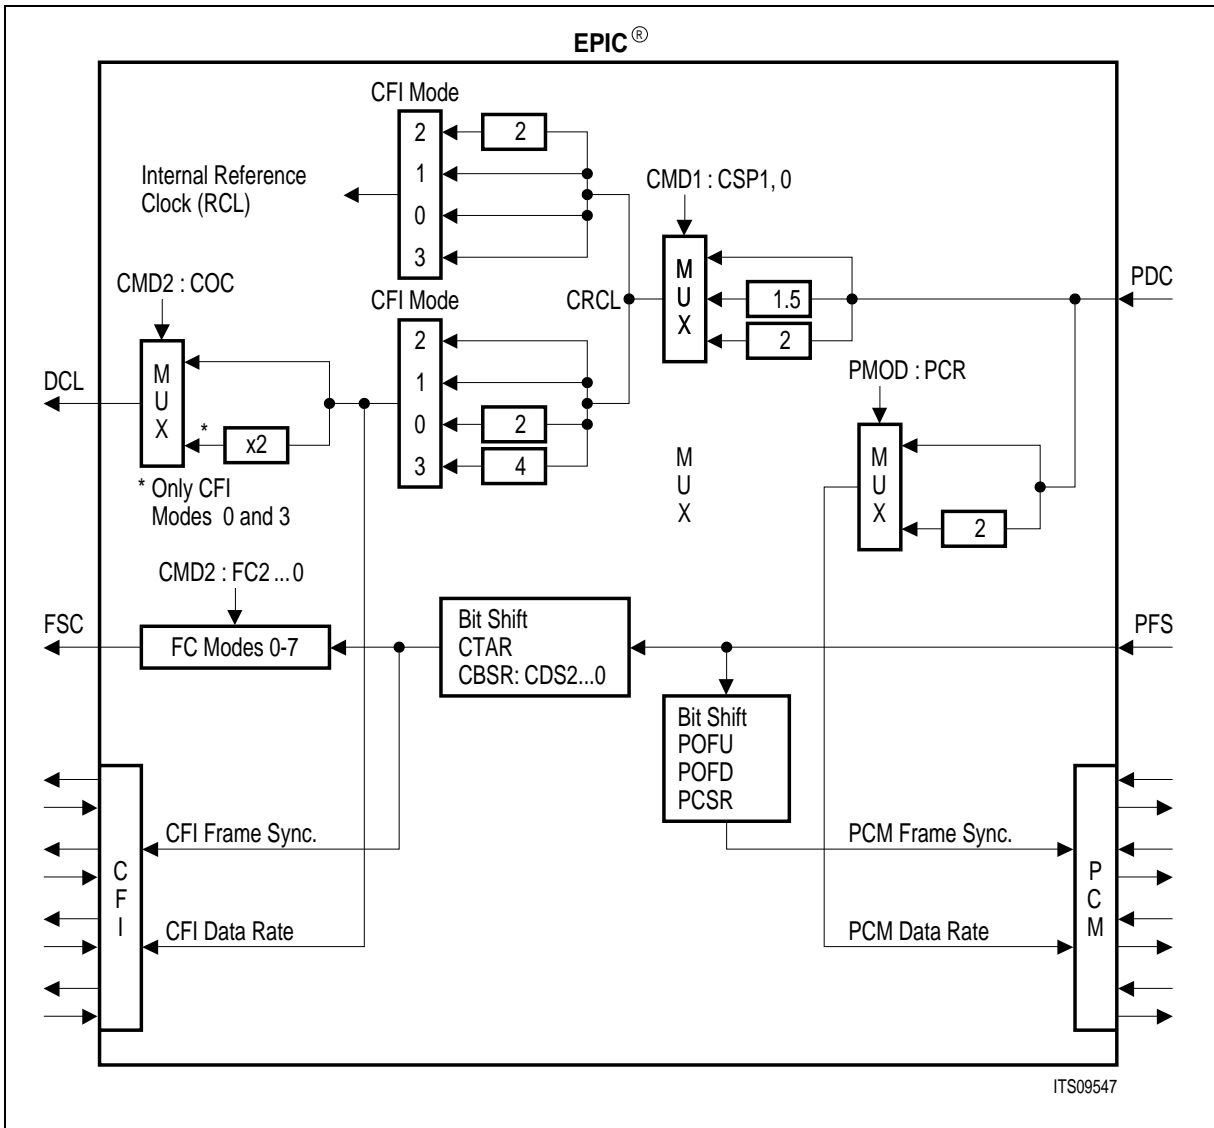 EPIC®
CFI Mode
2
2
1
0
3
Internal Reference
Clock (RCL)
CMD1 : CSP1, 0
M
U
X
1.5
2
PDC
CMD2 : COC
CFI Mode
CRCL
2
1
0
2
3
4
DCL
M
U
X
*
x2
* Only CFI
Modes 0 and 3
PMOD : PCR
M
U
X
2
M
U
X
CMD2 : FC2 ... 0
FSC
FC Modes 0-7
Bit Shift
CTAR
CBSR: CDS2...0
PFS
Bit Shift
POFU
POFD
PCSR
CFI Frame Sync.
PCM Frame Sync.
C
F
I
P
C
M
CFI Data Rate
PCM Data Rate
ITS09547